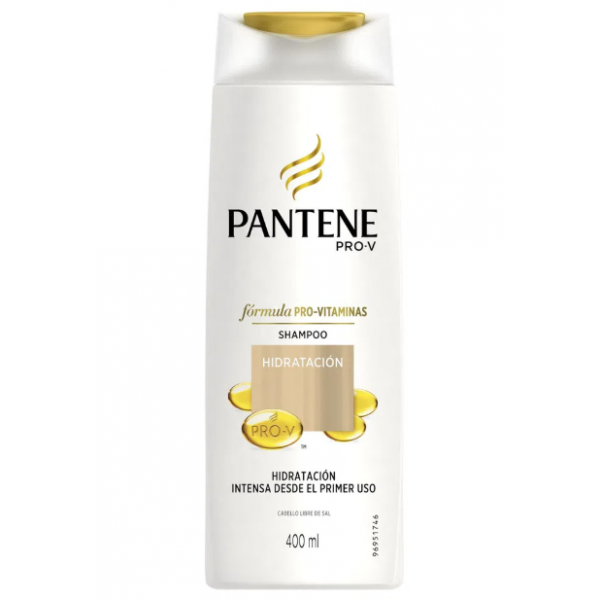 PANTENE
PRO-V
fórmula PRO-VITAMINAS
SHAMPOO
HIDRATACIÓN
PRO-V
HIDRATACIÓN
INTENSA DESDE EL PRIMER USO
CABELLO LIBRE DE SAL
400 ml
96951746